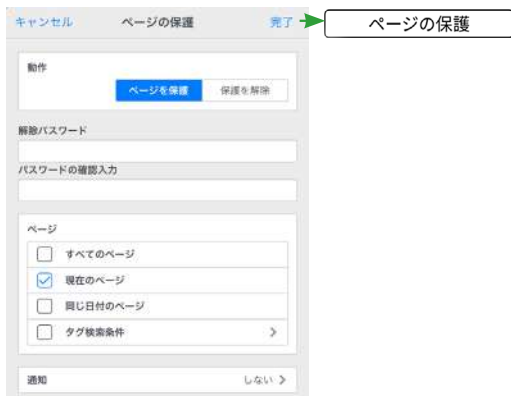 キャンセル ページの保護 完了 ページの保護
動作
ページを保護 保護を解除
解除パスワード
パスワードの確認入力
ページ
すべてのページ
現在のページ
同じ日付のページ
タグ検索条件
通知 しない